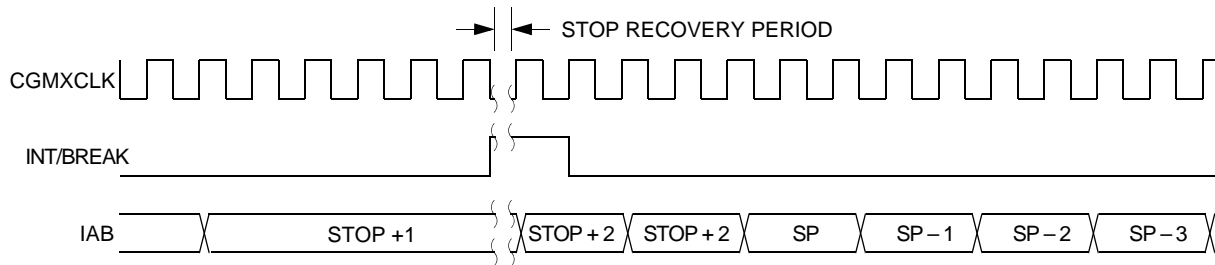 STOP RECOVERY PERIOD
CGMXCLK
INT/BREAK
IAB STOP +1 STOP + 2 STOP + 2 SP SP – 1 SP – 2 SP – 3